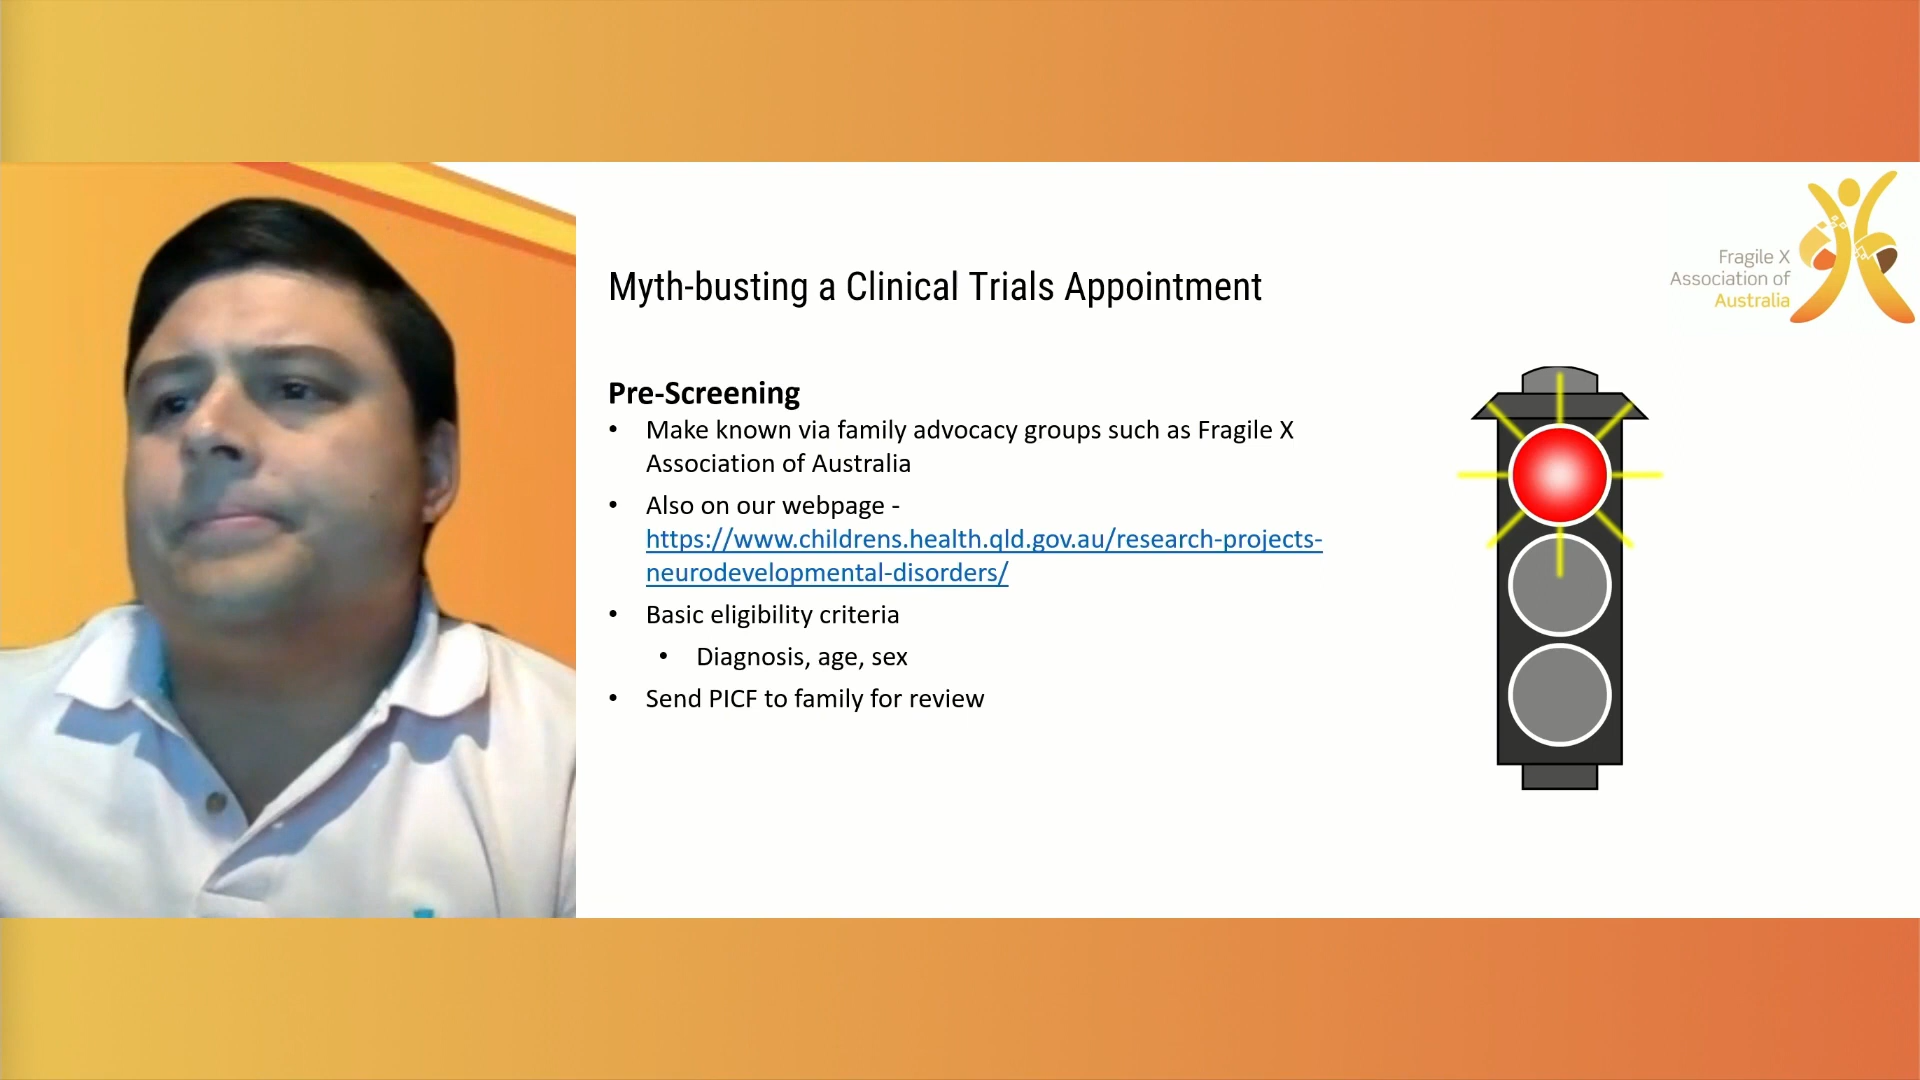 Myth-busting a Clinical Trials Appointment
Fragile X
Association of
Australia
Pre-Screening
• Make known via family advocacy groups such as Fragile X
Association of Australia
• Also on our webpage -
https://www.childrens.health.qld.gov.au/research-projects-
neurodevelopmental-disorders/
• Basic eligibility criteria
• Diagnosis, age, sex
• Send PICF to family for review